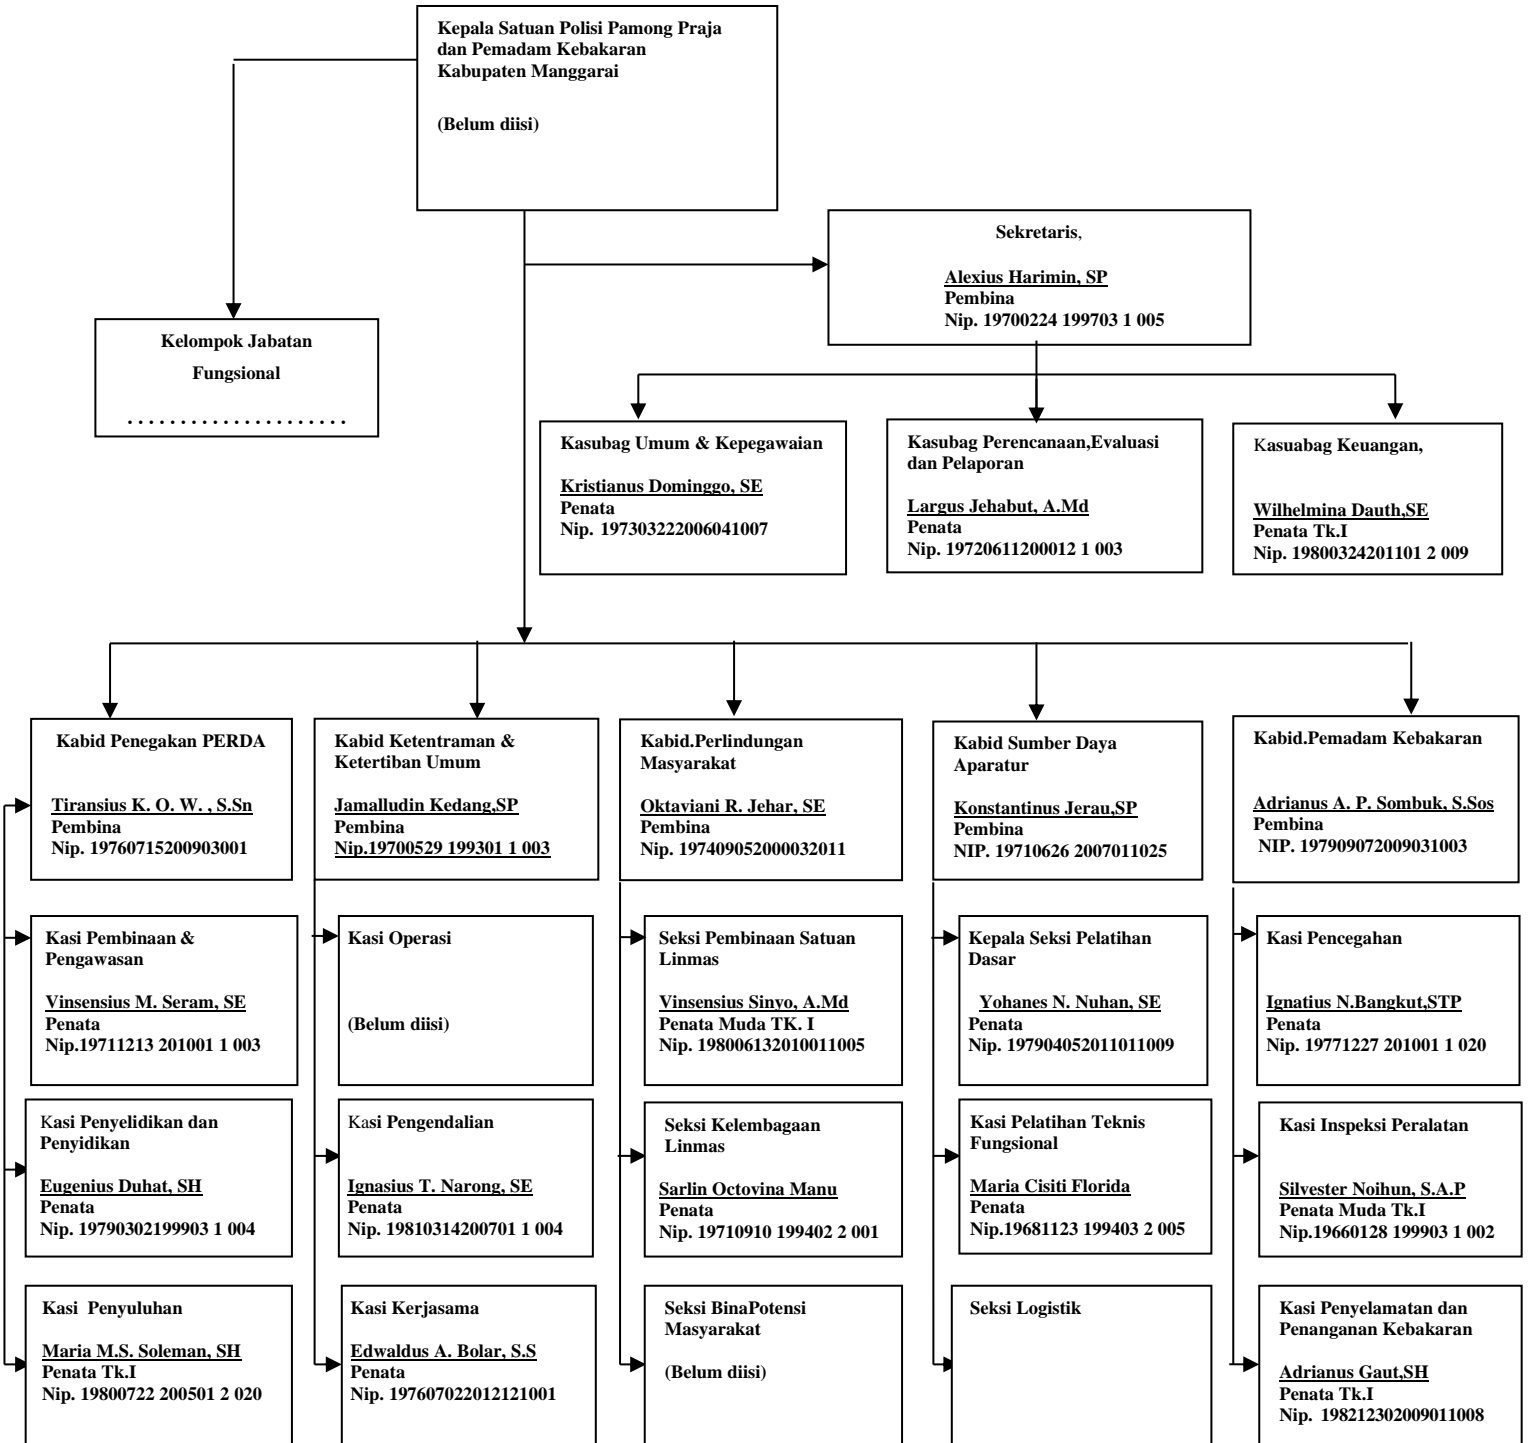 Kepala Satuan Polisi Pamong Praja
dan Pemadam Kebakaran
Kabupaten Manggarai
(Belum diisi)
Sekretaris,
Alexius Harimin, SP
Pembina
Nip. 19700224 199703 1 005
Kelompok Jabatan
Fungsional
. . . . . . . . . . . . . . . . . . . . .
Kasubag Umum & Kepegawaian
Kristianus Dominggo, SE
Penata
Nip. 197303222006041007
Kasubag Perencanaan,Evaluasi
dan Pelaporan
Largus Jehabut, A.Md
Penata
Nip. 19720611200012 1 003
Kasuabag Keuangan,
Wilhelmina Dauth,SE
Penata Tk.I
Nip. 19800324201101 2 009
Kabid Penegakan PERDA
Tiransius K. O. W. , S.Sn
Pembina
Nip. 19760715200903001
Kabid Ketentraman &
Ketertiban Umum
Jamalludin Kedang,SP
Pembina
Nip.19700529 199301 1 003
Kabid.Perlindungan
Masyarakat
Oktaviani R. Jehar, SE
Pembina
Nip. 197409052000032011
Kabid Sumber Daya
Aparatur
Konstantinus Jerau,SP
Pembina
NIP. 19710626 2007011025
Kabid.Pemadam Kebakaran
Adrianus A. P. Sombuk, S.Sos
Pembina
NIP. 197909072009031003
Kasi Pembinaan &
Pengawasan
Vinsensius M. Seram, SE
Penata
Nip.19711213 201001 1 003
Kasi Operasi
(Belum diisi)
Seksi Pembinaan Satuan
Linmas
Vinsensius Sinyo, A.Md
Penata Muda TK. I
Nip. 198006132010011005
Kepala Seksi Pelatihan
Dasar
Yohanes N. Nuhan, SE
Penata
Nip. 197904052011011009
Kasi Pencegahan
Ignatius N.Bangkut,STP
Penata
Nip. 19771227 201001 1 020
Kasi Penyelidikan dan
Penyidikan
Eugenius Duhat, SH
Penata
Nip. 19790302199903 1 004
Kasi Pengendalian
Ignasius T. Narong, SE
Penata
Nip. 19810314200701 1 004
Seksi Kelembagaan
Linmas
Sarlin Octovina Manu
Penata
Nip. 19710910 199402 2 001
Kasi Pelatihan Teknis
Fungsional
Maria Cisiti Florida
Penata
Nip.19681123 199403 2 005
Kasi Inspeksi Peralatan
Silvester Noihun, S.A.P
Penata Muda Tk.I
Nip.19660128 199903 1 002
Kasi Penyuluhan
Maria M.S. Soleman, SH
Penata Tk.I
Nip. 19800722 200501 2 020
Kasi Kerjasama
Edwaldus A. Bolar, S.S
Penata
Nip. 197607022012121001
Seksi BinaPotensi
Masyarakat
(Belum diisi)
Seksi Logistik
Kasi Penyelamatan dan
Penanganan Kebakaran
Adrianus Gaut,SH
Penata Tk.I
Nip. 198212302009011008